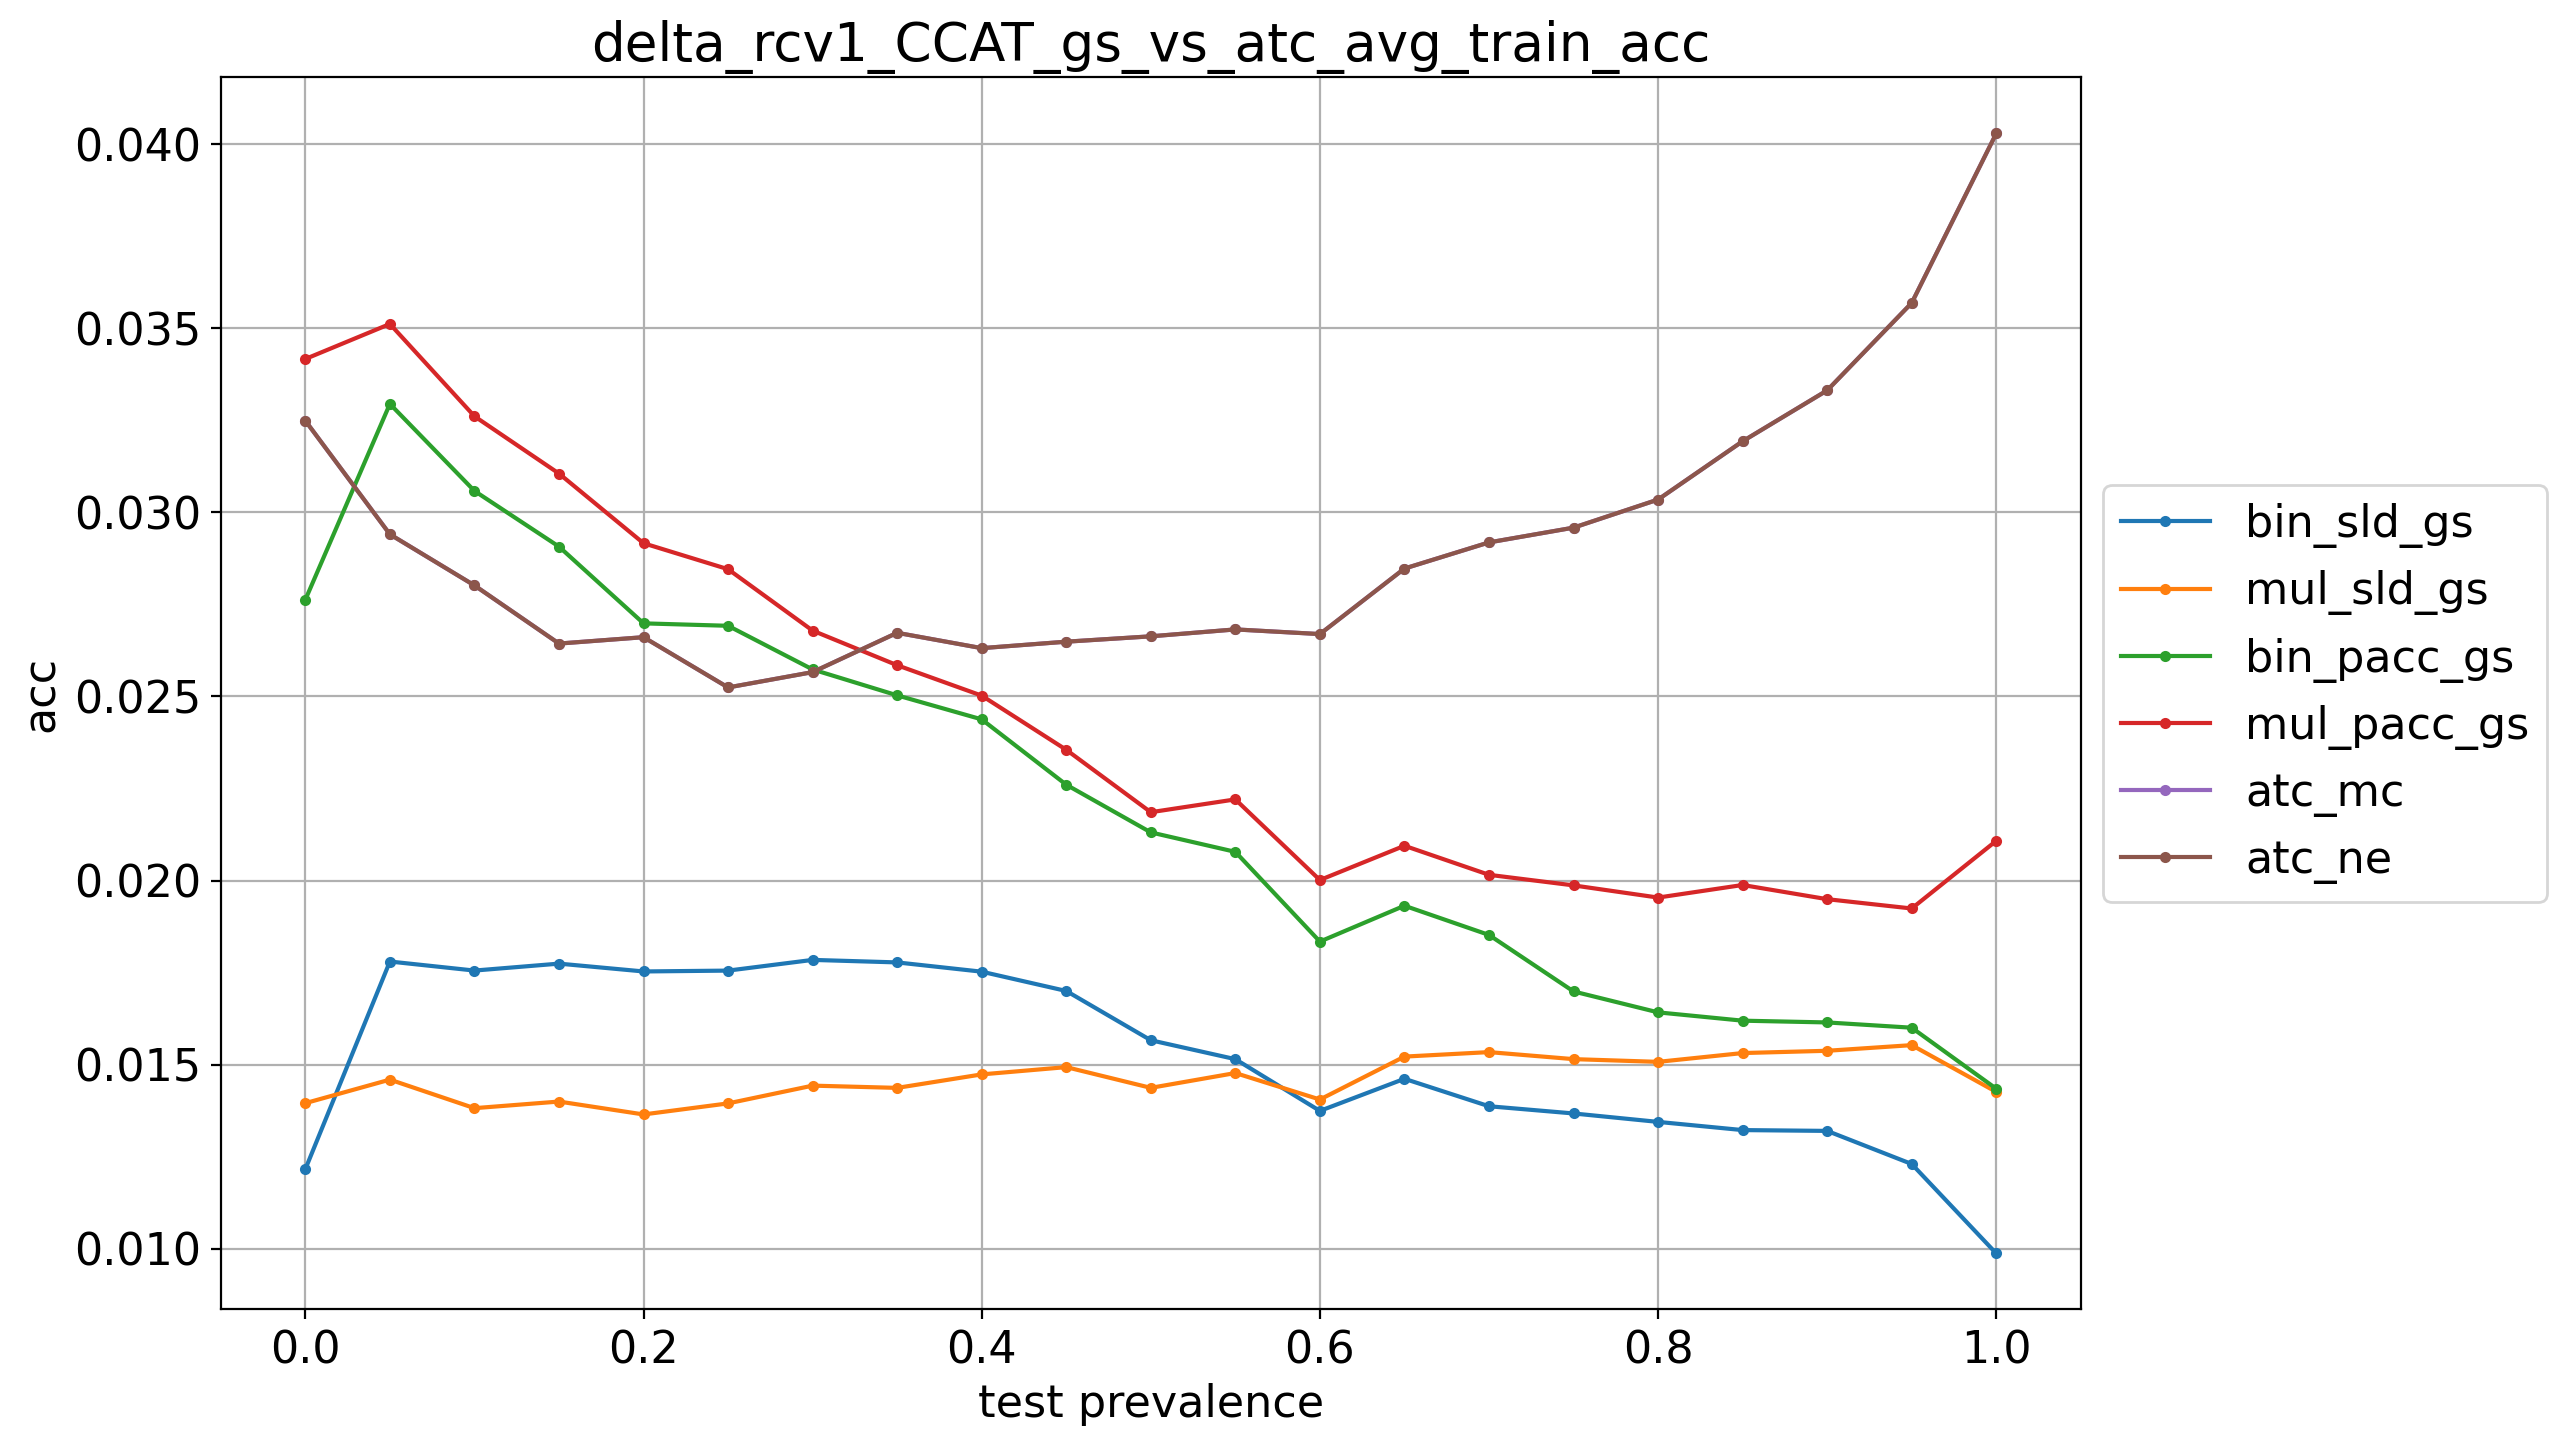 delta_rcv1_CCAT_gs_vs_atc_avg_train_acc
0.040
0.035
0.030
0.025
0.020
0.015
0.010
acc
0.0 0.2 0.4 0.6 0.8 1.0
test prevalence
bin_sld_gs
mul_sld_gs
bin_pacc_gs
mul_pacc_gs
atc_mc
atc_ne